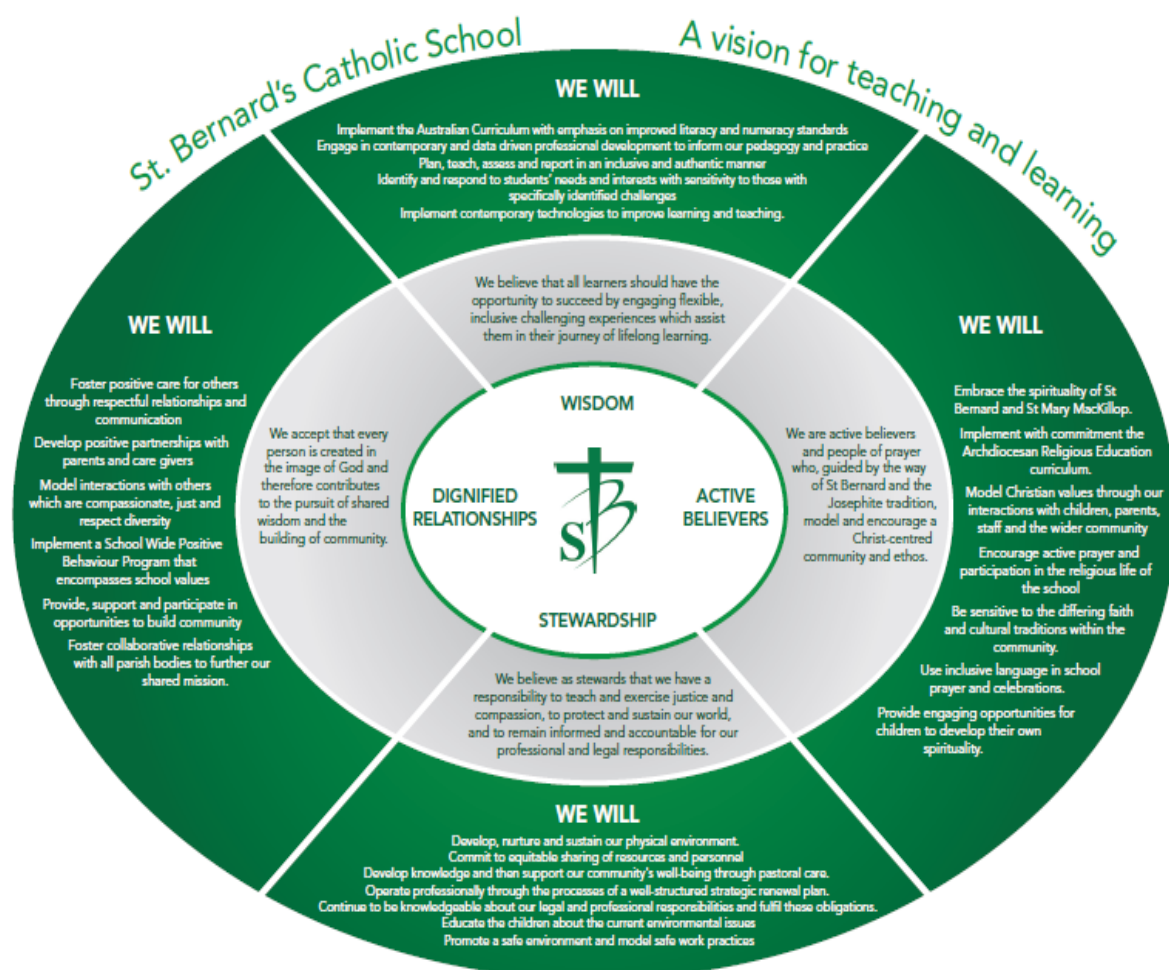 St. Bernard's Catholic School
A vision for teaching and learning
WE WILL
Implement the Australian Curriculum with emphasis on improved literacy and numeracy standards
Engage in contemporary and data driven professional development to inform our pedagogy and practice
Plan, teach, assess and report in an inclusive and authentic manner
Identify and respond to students' needs and interests with sensitivity to those with
specifically identified challenges
Implement contemporary technologies to improve learning and teaching.
We believe that all learners should have the
opportunity to succeed by engaging flexible,
inclusive challenging experiences which assist
them in their journey of lifelong learning.
WE WILL
Foster positive care for others
through respectful relationships and
communication
Develop positive partnerships with
parents and care givers
Model interactions with others
which are compassionate, just and
respect diversity
Implement a School Wide Positive
Behaviour Program that
encompasses school values
Provide, support and participate in
opportunities to build community
Foster collaborative relationships
with all parish bodies to further our
shared mission.
We accept that every
person is created in
the image of God and
therefore contributes
to the pursuit of shared
wisdom and the
building of community.
WISDOM
DIGNIFIED
RELATIONSHIPS
StB
ACTIVE
BELIEVERS
STEWARDSHIP
We are active believers
and people of prayer
who, guided by the way
of St Bernard and the
Josephite tradition,
model and encourage a
Christ-centred
community and ethos.
WE WILL
Embrace the spirituality of St
Bernard and St Mary MacKillop.
Implement with commitment the
Archdiocesan Religious Education
curriculum.
Model Christian values through our
interactions with children, parents,
staff and the wider community
Encourage active prayer and
participation in the religious life of
the school
Be sensitive to the differing faith
and cultural traditions within the
community.
Use inclusive language in school
prayer and celebrations.
Provide engaging opportunities for
children to develop their own
spirituality.
We believe as stewards that we have a
responsibility to teach and exercise justice and
compassion, to protect and sustain our world,
and to remain informed and accountable for our
professional and legal responsibilities.
WE WILL
Develop, nurture and sustain our physical environment.
Commit to equitable sharing of resources and personnel
Develop knowledge and then support our community's well-being through pastoral care.
Operate professionally through the processes of a well-structured strategic renewal plan.
Continue to be knowledgeable about our legal and professional responsibilities and fulfil these obligations.
Educate the children about the current environmental issues
Promote a safe environment and model safe work practices